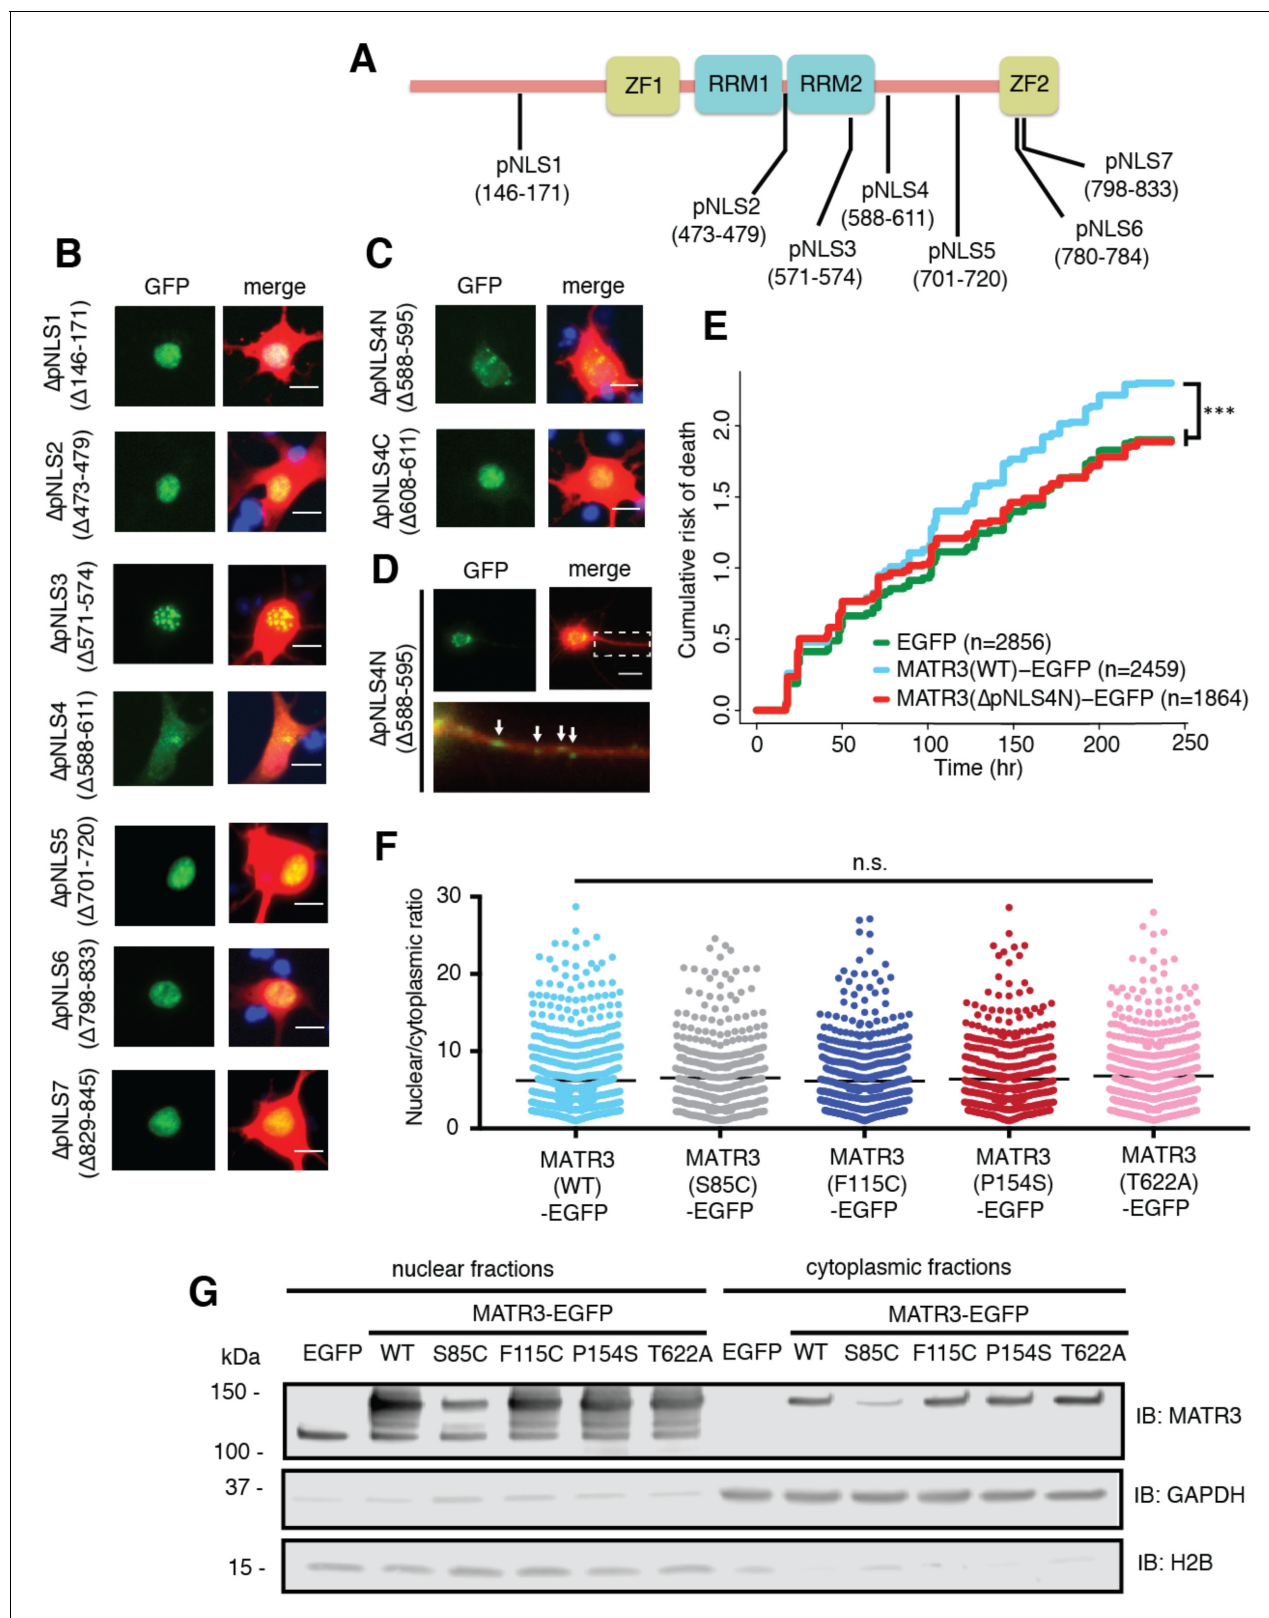 A
ZF1
RRM1
RRM2
ZF2
pNLS1
(146-171)
pNLS2
(473-479)
pNLS3
(571-574)
pNLS4
(588-611)
pNLS5
(701-720)
pNLS7
(798-833)
pNLS6
(780-784)
B
GFP
merge
ΔpNLS1
(Δ146-171)
ΔpNLS2
(Δ473-479)
ΔpNLS3
(Δ571-574)
ΔpNLS4
(Δ588-611)
ΔpNLS5
(Δ701-720)
ΔpNLS6
(Δ798-833)
ΔpNLS7
(Δ829-845)
C
GFP
merge
ΔpNLS4N
(Δ588-595)
ΔpNLS4C
(Δ608-611)
D
GFP
merge
ΔpNLS4N
(Δ588-595)
E
Cumulative risk of death
2.0
1.5
1.0
0.5
0.0
***
EGFP (n=2856)
MATR3(WT)–EGFP (n=2459)
MATR3(ΔpNLS4N)–EGFP (n=1864)
0
50
100
150
200
250
Time (hr)
F
n.s.
Nuclear/cytoplasmic ratio
30
20
10
0
MATR3
(WT)
-EGFP
MATR3
(S85C)
-EGFP
MATR3
(F115C)
-EGFP
MATR3
(P154S)
-EGFP
MATR3
(T622A)
-EGFP
G
nuclear fractions
cytoplasmic fractions
MATR3-EGFP
MATR3-EGFP
kDa
EGFP WT S85C F115C P154S T622A EGFP WT S85C F115C P154S T622A
150 -
100 -
IB: MATR3
37 -
IB: GAPDH
15 -
IB: H2B